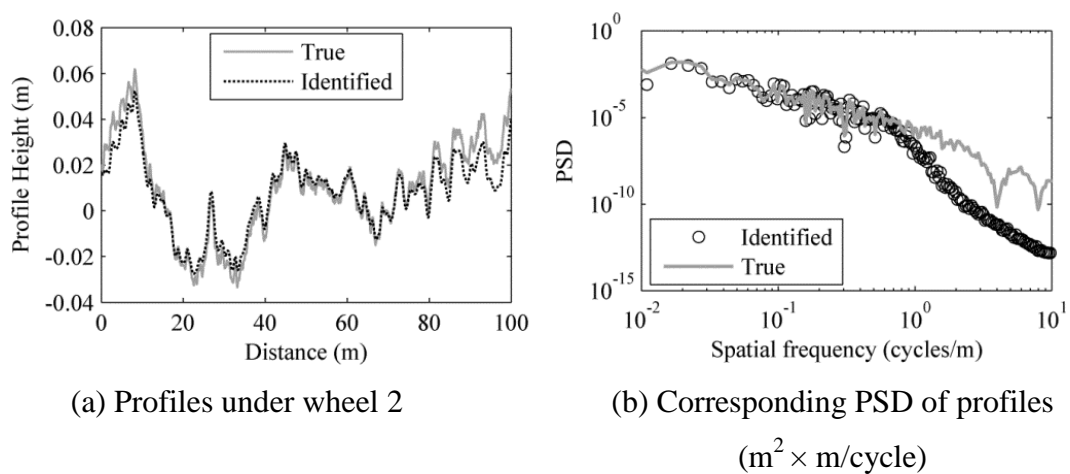 0.08
0.06
0.04
0.02
0
-0.02
-0.04
Profile Height (m)
True
Identified
0 20 40 60 80 100
Distance (m)
(a) Profiles under wheel 2
10^0
10^-5
10^-10
10^-15
PSD
Identified
True
10^-2 10^-1 10^0 10^1
Spatial frequency (cycles/m)
(b) Corresponding PSD of profiles
(m² × m/cycle)